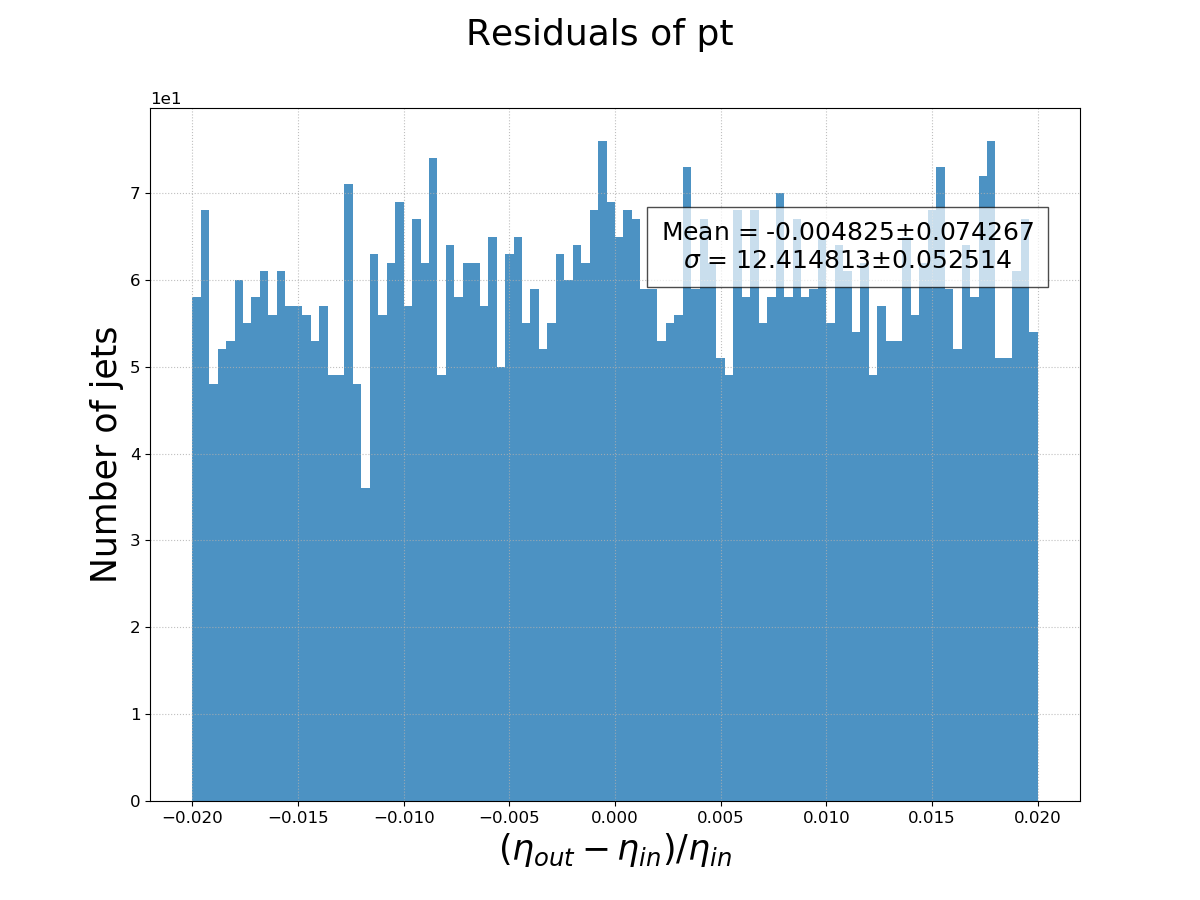 Residuals of pt
1e1
7
6
5
4
3
2
1
0
Number of jets
Mean = -0.004825±0.074267
σ = 12.414813±0.052514
−0.020 −0.015 −0.010 −0.005 0.000 0.005 0.010 0.015 0.020
(η_out − η_in)/η_in